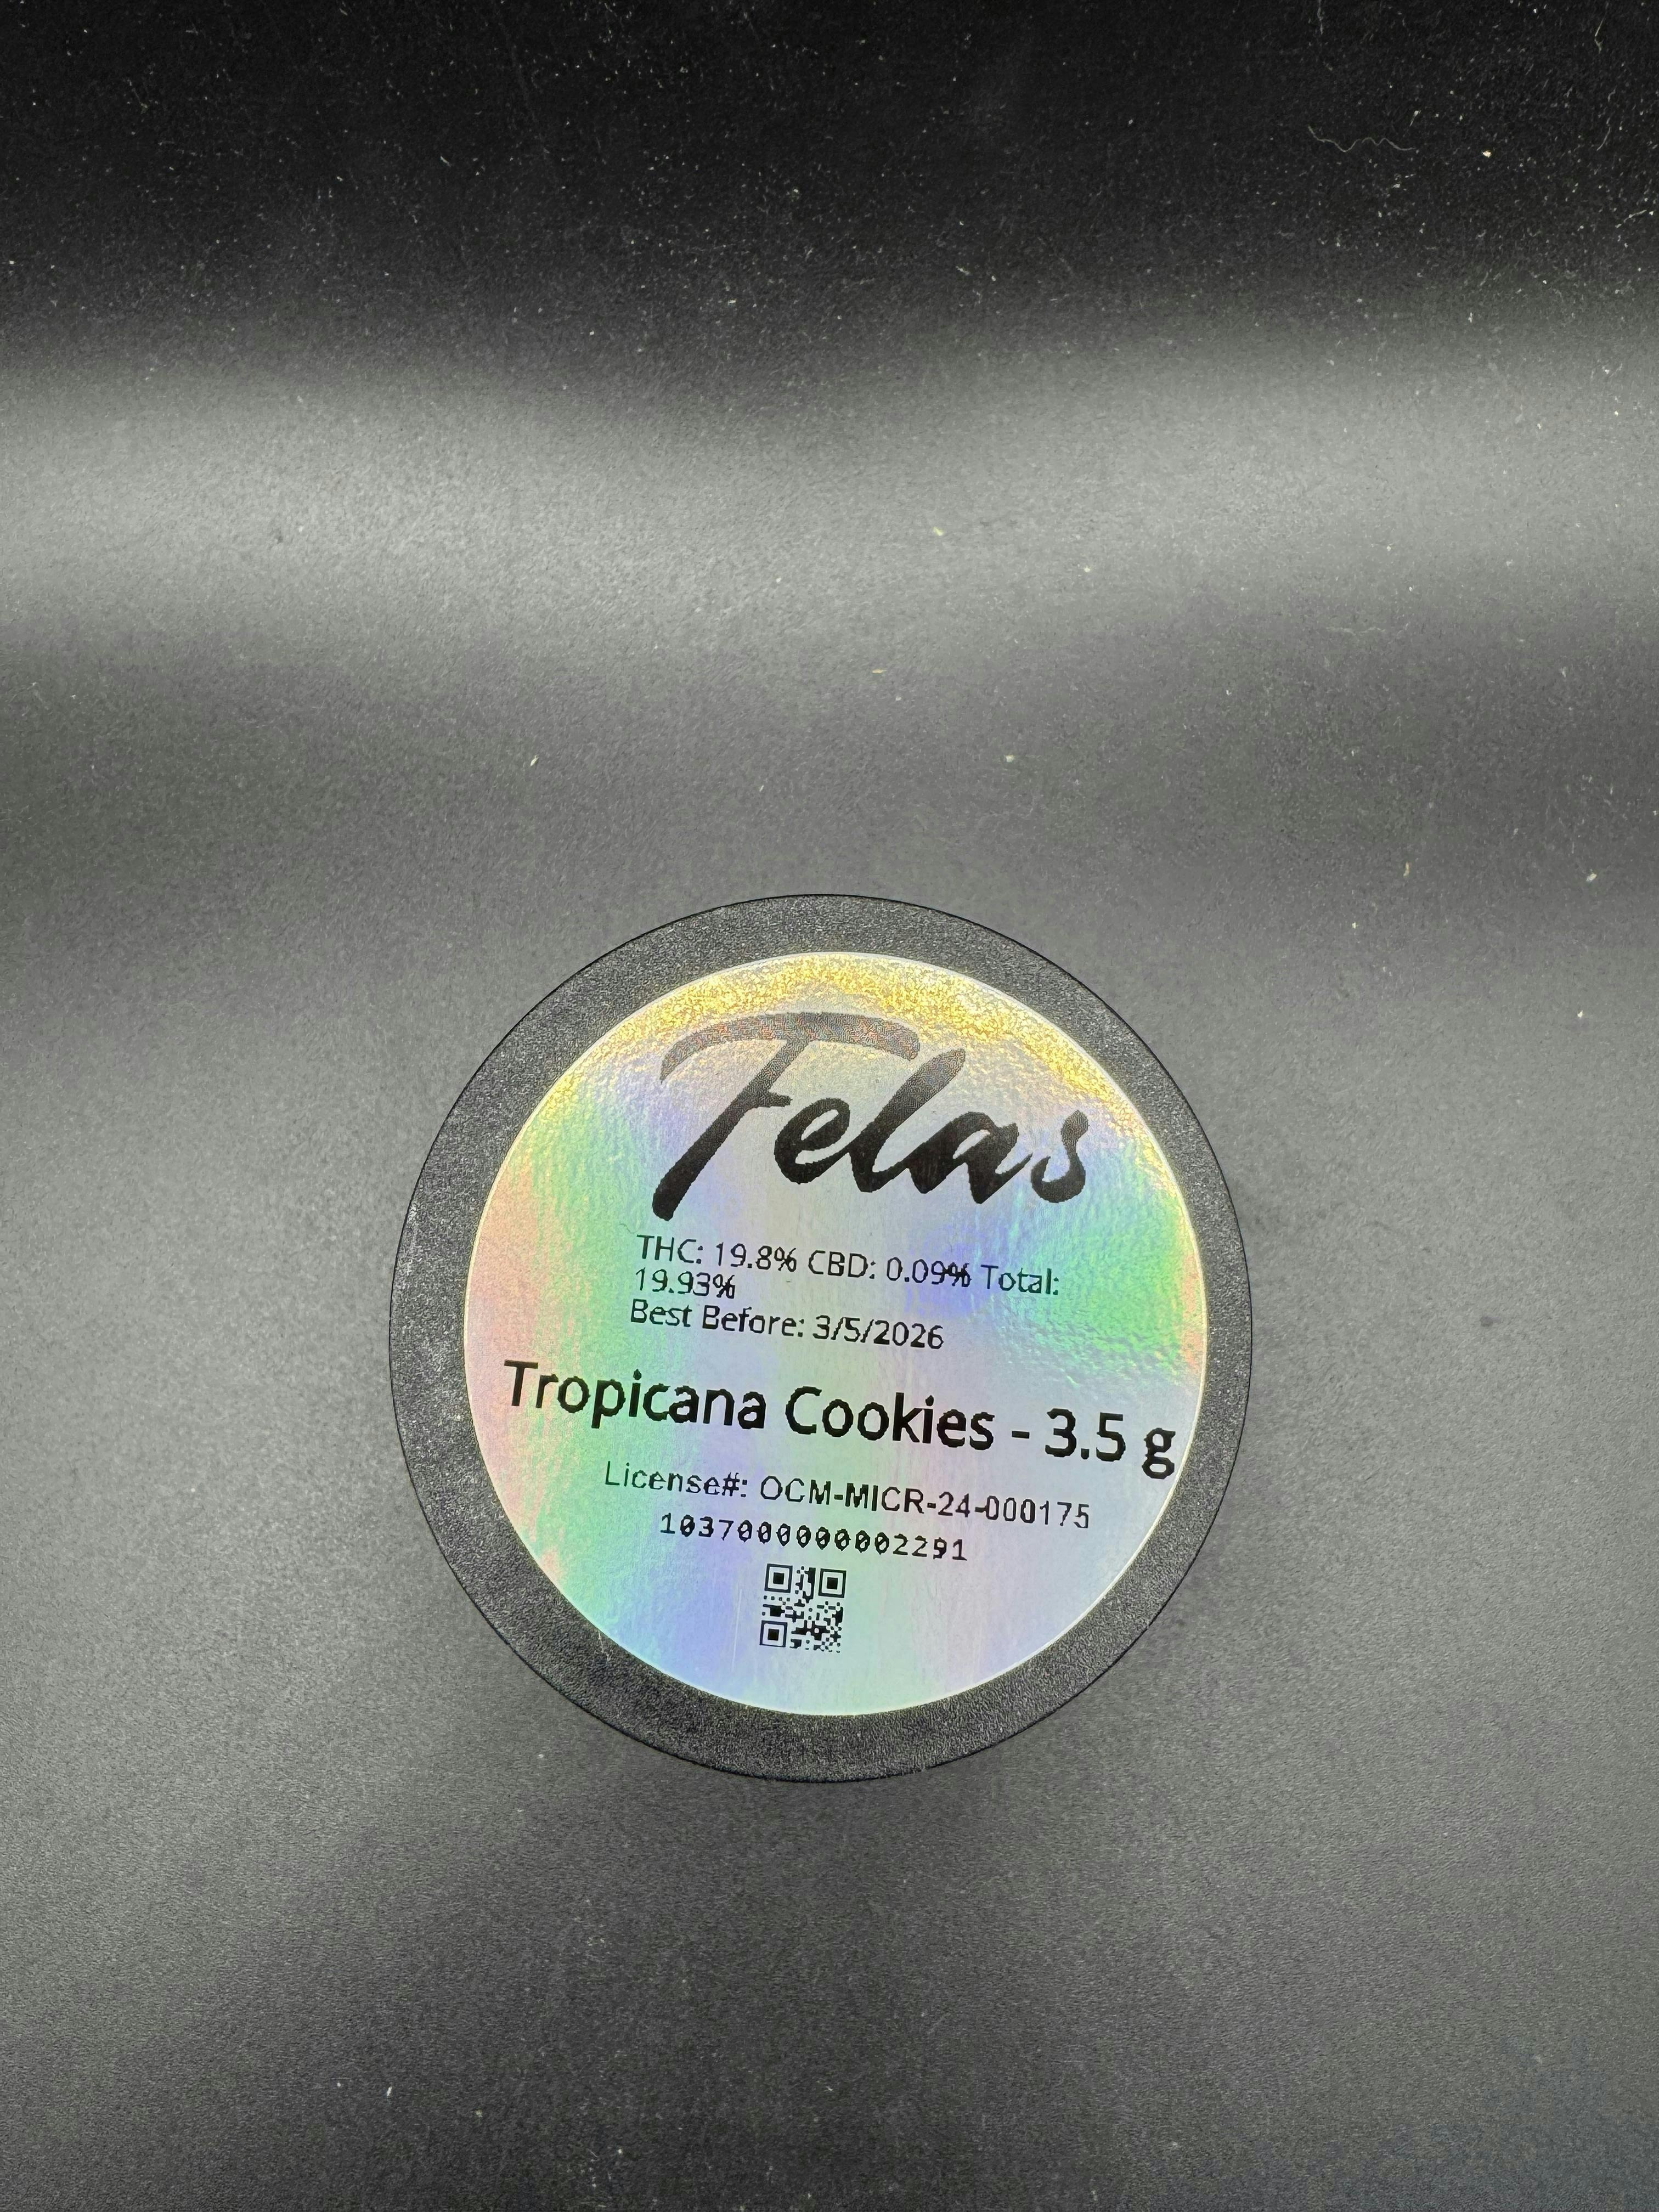 Felas
THC: 19.8% CBD: 0.09% Total:
19.93%
Best Before: 3/5/2026
Tropicana Cookies - 3.5 g
License#: OCM-MICR-24-000175
1037000000002291